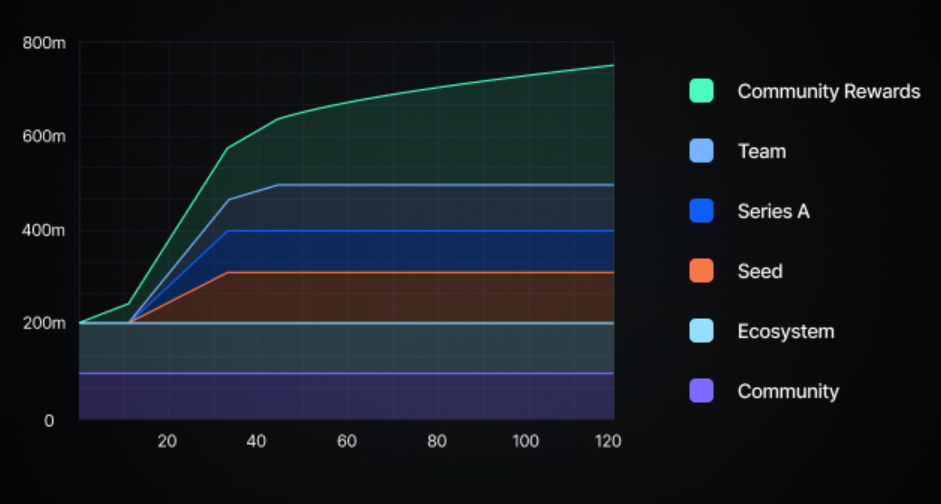 800m
600m
400m
200m
0
20 40 60 80 100 120
Community Rewards
Team
Series A
Seed
Ecosystem
Community